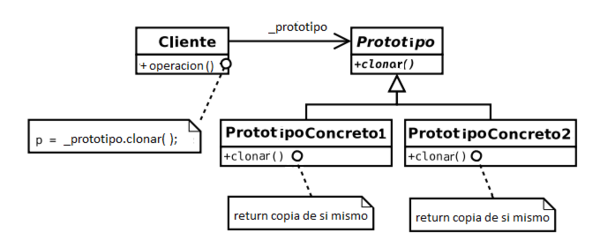 _prototipo
Cliente
+ operacion()
Prototipo
+clonar()
p = _prototipo.clonar( );
PrototipoConcreto1
+clonar()
PrototipoConcreto2
+clonar()
return copia de si mismo
return copia de si mismo